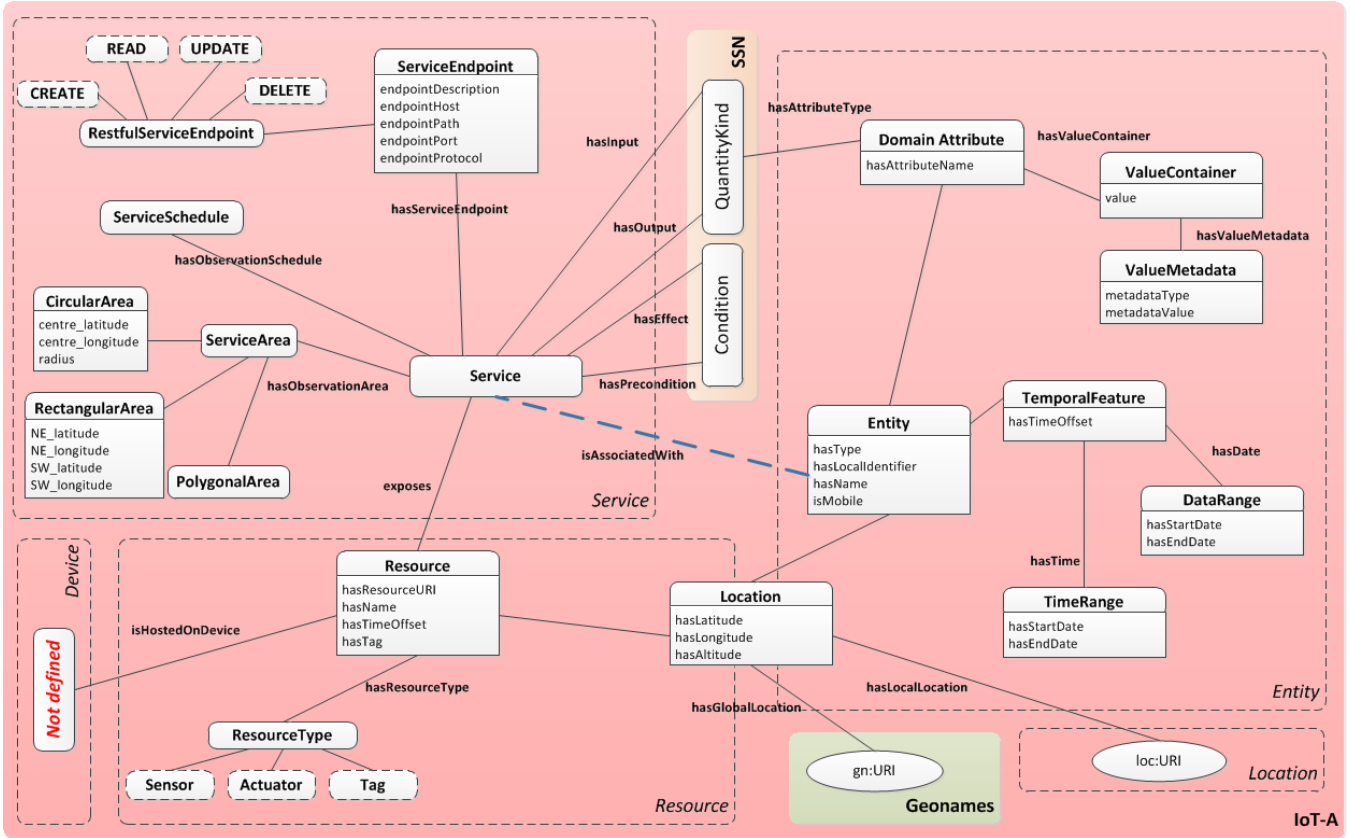 READ
UPDATE
CREATE
DELETE
RestfulServiceEndpoint
ServiceEndpoint
endpointDescription
endpointHost
endpointPath
endpointPort
endpointProtocol
hasServiceEndpoint
ServiceSchedule
hasObservationSchedule
CircularArea
centre_latitude
centre_longitude
radius
ServiceArea
hasObservationArea
RectangularArea
NE_latitude
NE_longitude
SW_latitude
SW_longitude
PolygonalArea
Service
exposes
Service
hasInput
hasOutput
hasEffect
hasPrecondition
isAssociatedWith
SSN
QuantityKind
Condition
hasAttributeType
Domain Attribute
hasAttributeName
hasValueContainer
ValueContainer
value
hasValueMetadata
ValueMetadata
metadataType
metadataValue
Entity
hasType
hasLocalIdentifier
hasName
isMobile
TemporalFeature
hasTimeOffset
hasDate
DataRange
hasStartDate
hasEndDate
hasTime
TimeRange
hasStartDate
hasEndDate
Entity
Device
Not defined
isHostedOnDevice
Resource
hasResourceURI
hasName
hasTimeOffset
hasTag
hasResourceType
ResourceType
Sensor
Actuator
Tag
Resource
Location
hasLatitude
hasLongitude
hasAltitude
hasLocalLocation
hasGlobalLocation
gn:URI
Geonames
loc:URI
Location
IoT-A